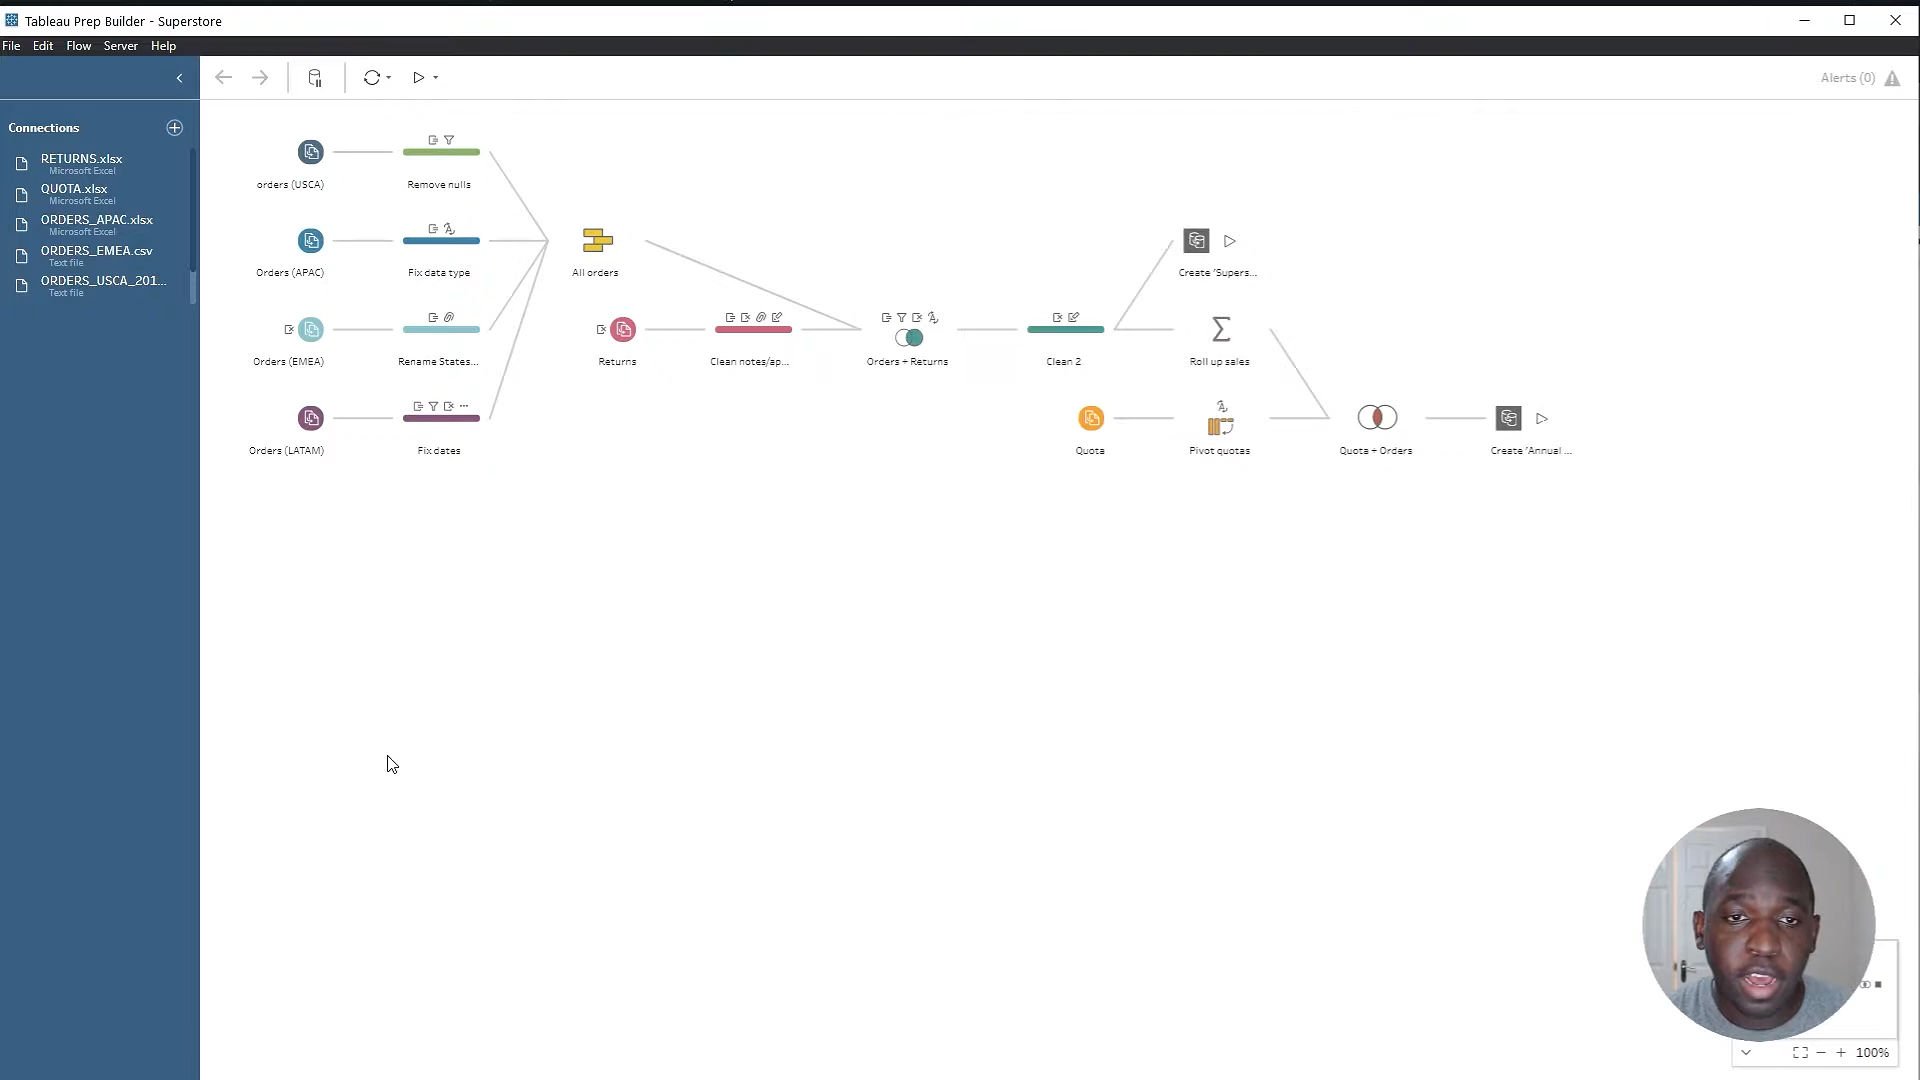 Tableau Prep Builder - Superstore
File Edit Flow Server Help
Alerts (0)
Connections
RETURNS.xlsx
Microsoft Excel
QUOTA.xlsx
Microsoft Excel
ORDERS_APAC.xlsx
Microsoft Excel
ORDERS_EMEA.csv
Text file
ORDERS_USCA_201...
Text file
orders (USCA) Remove nulls
Orders (APAC) Fix data type All orders Create 'Supers...
Orders (EMEA) Rename States... Returns Clean notes/ap... Orders + Returns Clean 2 Roll up sales
Orders (LATAM) Fix dates Quota Pivot quotas Quota + Orders Create 'Annual ...
100%